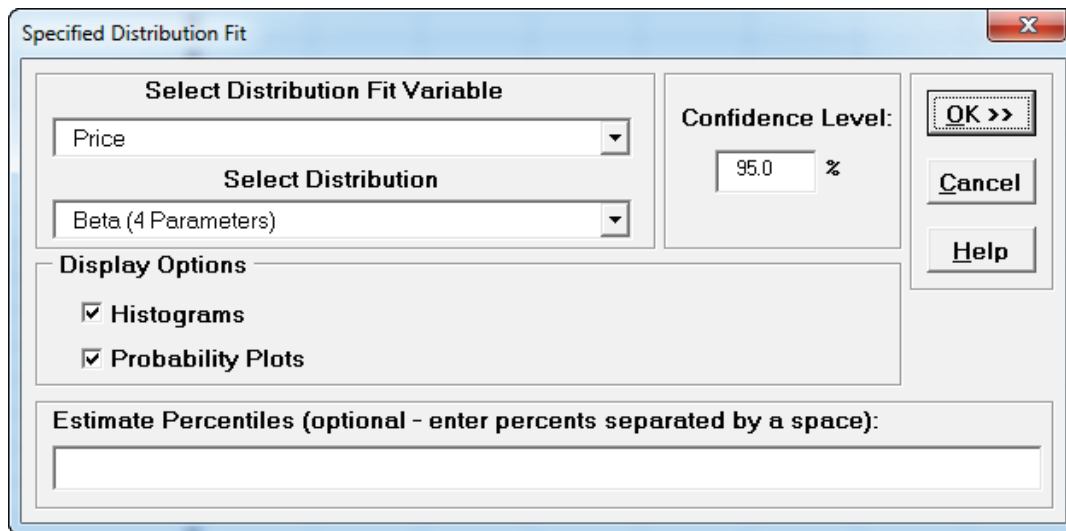 Specified Distribution Fit
X
Select Distribution Fit Variable
Price
Select Distribution
Beta (4 Parameters)
Confidence Level:
95.0 %
OK >>
Cancel
Help
Display Options
Histograms
Probability Plots
Estimate Percentiles (optional - enter percents separated by a space):